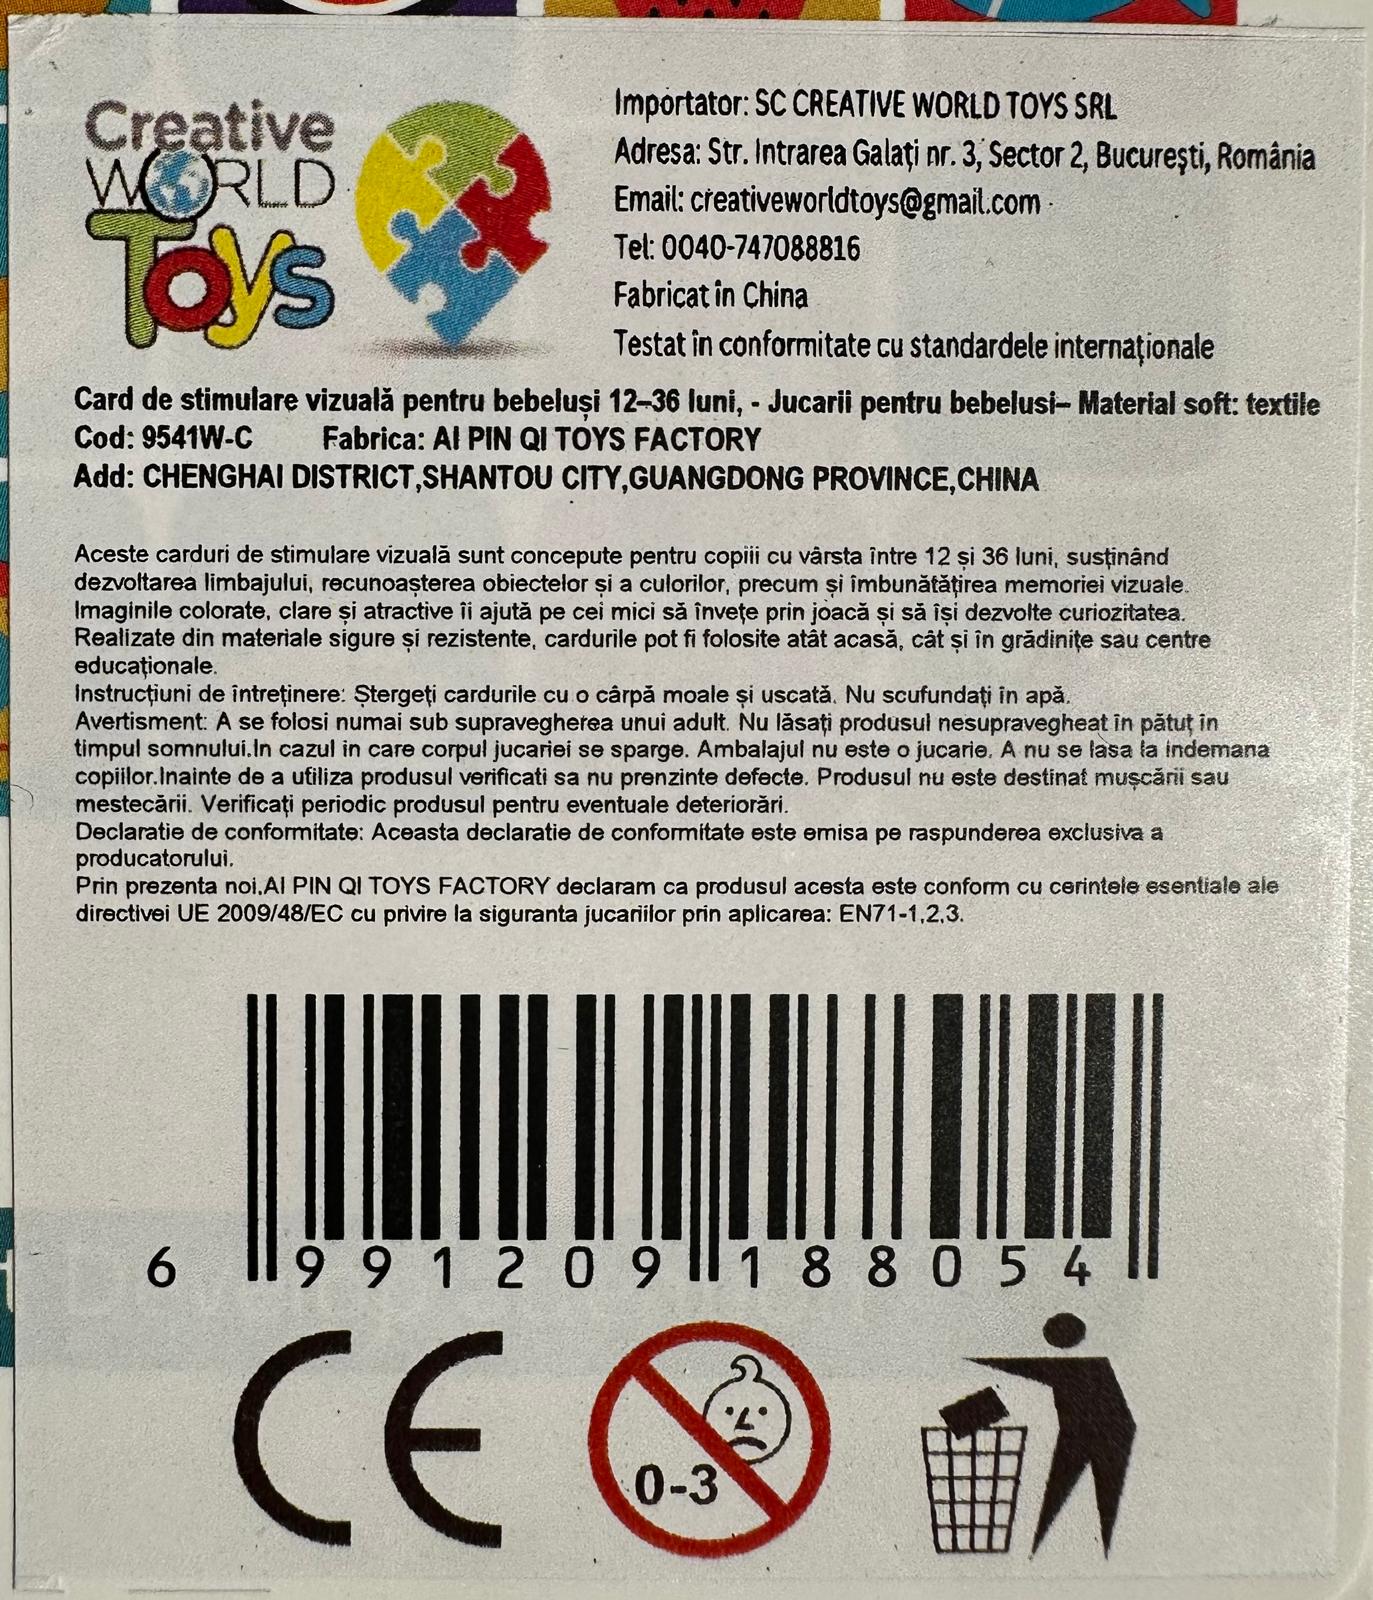 Creative
WORLD
Toys
Importator: SC CREATIVE WORLD TOYS SRL
Adresa: Str. Intrarea Galați nr. 3, Sector 2, București, România
Email: creativeworldtoys@gmail.com
Tel: 0040-747088816
Fabricat în China
Testat în conformitate cu standardele internaționale
Card de stimulare vizuală pentru bebeluși 12–36 luni, - Jucarii pentru bebelusi– Material soft: textile
Cod: 9541W-C Fabrica: AI PIN QI TOYS FACTORY
Add: CHENGHAI DISTRICT,SHANTOU CITY,GUANGDONG PROVINCE,CHINA
Aceste carduri de stimulare vizuală sunt concepute pentru copiii cu vârsta între 12 și 36 luni, susținând
dezvoltarea limbajului, recunoașterea obiectelor și a culorilor, precum și îmbunătățirea memoriei vizuale.
Imaginile colorate, clare și atractive îi ajută pe cei mici să învețe prin joacă și să își dezvolte curiozitatea.
Realizate din materiale sigure și rezistente, cardurile pot fi folosite atât acasă, cât și în grădinițe sau centre
educaționale.
Instrucțiuni de întreținere: Ștergeți cardurile cu o cârpă moale și uscată. Nu scufundați în apă.
Avertisment: A se folosi numai sub supravegherea unui adult. Nu lăsați produsul nesupravegheat în pătuț în
timpul somnului.In cazul in care corpul jucariei se sparge. Ambalajul nu este o jucarie. A nu se lasa la indemana
copiilor.Inainte de a utiliza produsul verificati sa nu prenzinte defecte. Produsul nu este destinat mușcării sau
mestecării. Verificați periodic produsul pentru eventuale deteriorări.
Declaratie de conformitate: Aceasta declaratie de conformitate este emisa pe raspunderea exclusiva a
producatorului.
Prin prezenta noi,AI PIN QI TOYS FACTORY declaram ca produsul acesta este conform cu cerintele esentiale ale
directivei UE 2009/48/EC cu privire la siguranta jucariilor prin aplicarea: EN71-1,2,3.
6 991209 188054
CE
0-3